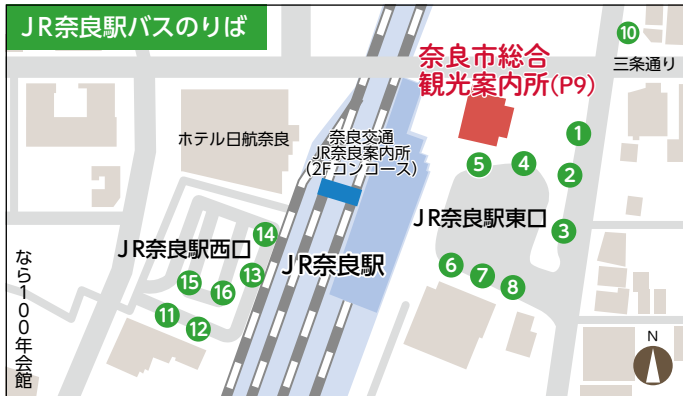 JR奈良駅バスのりば
奈良市総合
観光案内所(P9)
10
三条通り
ホテル日航奈良
奈良交通
JR奈良案内所
(2Fコンコース)
1
2
3
4
5
JR奈良駅東口
JR奈良駅西口
14
JR奈良駅
13
15
16
11
12
6
7
8
なら100年会館
N